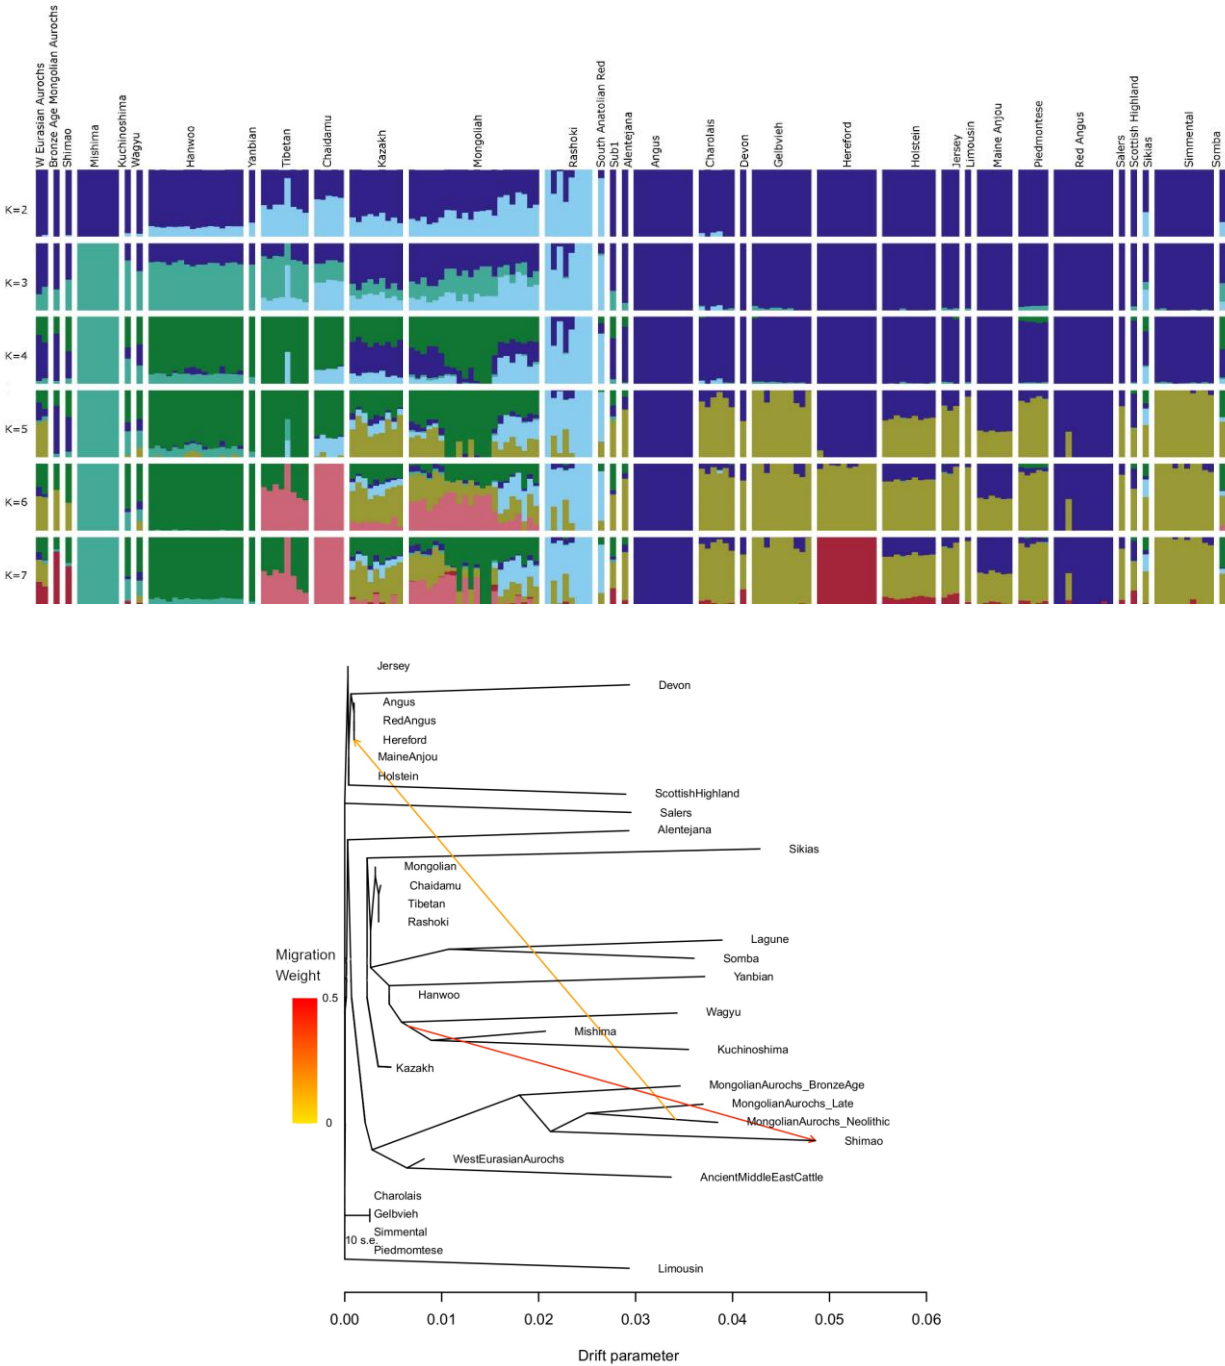 W Eurasian Aurochs
Bronze Age Mongolian Aurochs
Shimao
Mishima
Kuchinoshima
Wagyu
Hanwoo
Yanbian
Tibetan
Chaidamu
Kazakh
Mongoliah
Rashoki
South Anatolian Red
Sub1
Alentejana
Angus
Charolais
Devon
Gelbvieh
Hereford
Holstein
Jersey
Limousin
Maine Anjou
Piedmontese
Red Angus
Salers
Scottish Highland
Sikias
Simmental
Somba
K=2
K=3
K=4
K=5
K=6
K=7
Jersey
Devon
Angus
RedAngus
Hereford
MaineAnjou
Holstein
ScottishHighland
Salers
Alentejana
Sikias
Mongolian
Chaidamu
Tibetan
Rashoki
Lagune
Somba
Yanbian
Hanwoo
Wagyu
Mishima
Kuchinoshima
Kazakh
MongolianAurochs_BronzeAge
MongolianAurochs_Late
MongolianAurochs_Neolithic
Shimao
WestEurasianAurochs
AncientMiddleEastCattle
Charolais
Gelbvieh
Simmental
Piedmomtese
Limousin
Migration
Weight
0.5
0
10 s.e.
0.00 0.01 0.02 0.03 0.04 0.05 0.06
Drift parameter